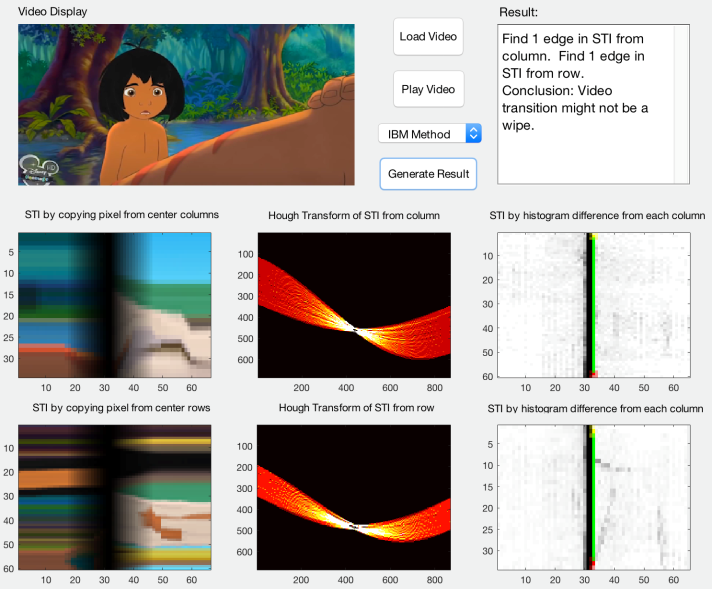 Video Display
Load Video
Play Video
IBM Method
Generate Result
Result:
Find 1 edge in STI from
column.  Find 1 edge in
STI from row.
Conclusion: Video
transition might not be a
wipe.
HD
Disney
STI by copying pixel from center columns
5
10
15
20
25
30
10 20 30 40 50 60
Hough Transform of STI from column
100
200
300
400
500
600
200 400 600 800
STI by histogram difference from each column
10
20
30
40
50
60
10 20 30 40 50 60
STI by copying pixel from center rows
10
20
30
40
50
60
10 20 30 40 50 60
Hough Transform of STI from row
100
200
300
400
500
600
200 400 600 800
STI by histogram difference from each column
5
10
15
20
25
30
10 20 30 40 50 60